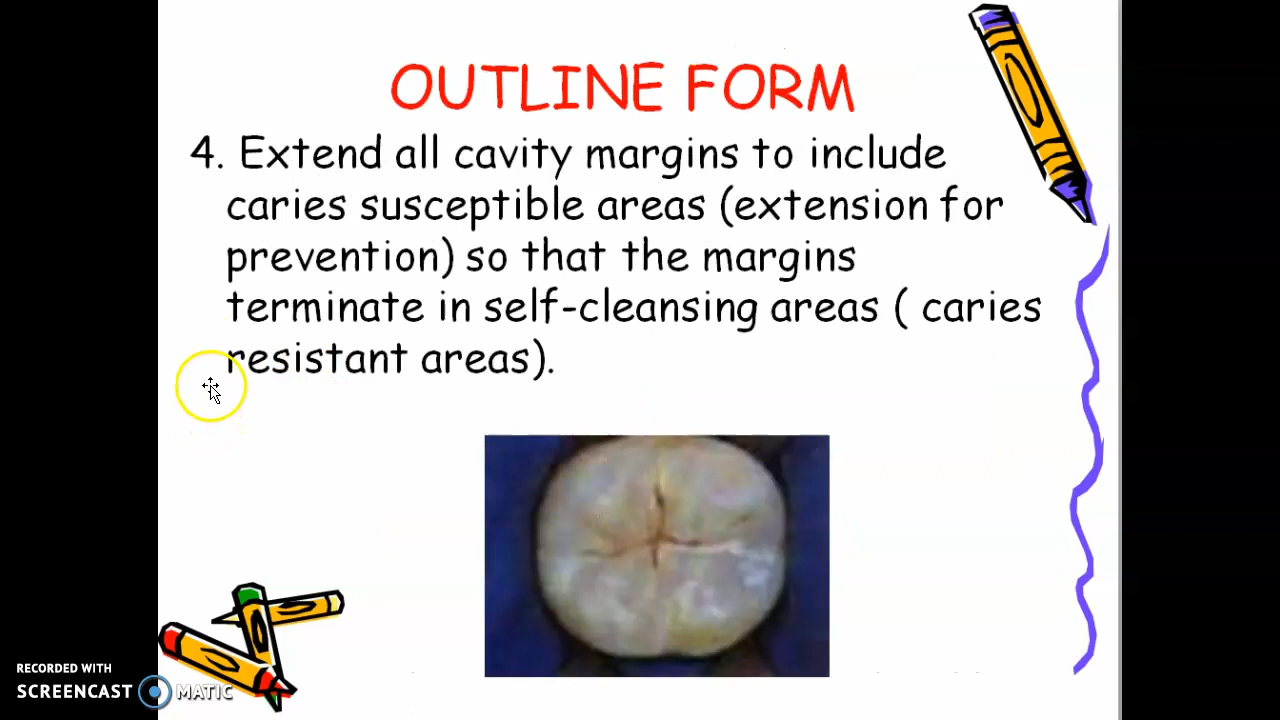 OUTLINE FORM
4. Extend all cavity margins to include
caries susceptible areas (extension for
prevention) so that the margins
terminate in self-cleansing areas ( caries
resistant areas).
RECORDED WITH
SCREENCAST MATIC